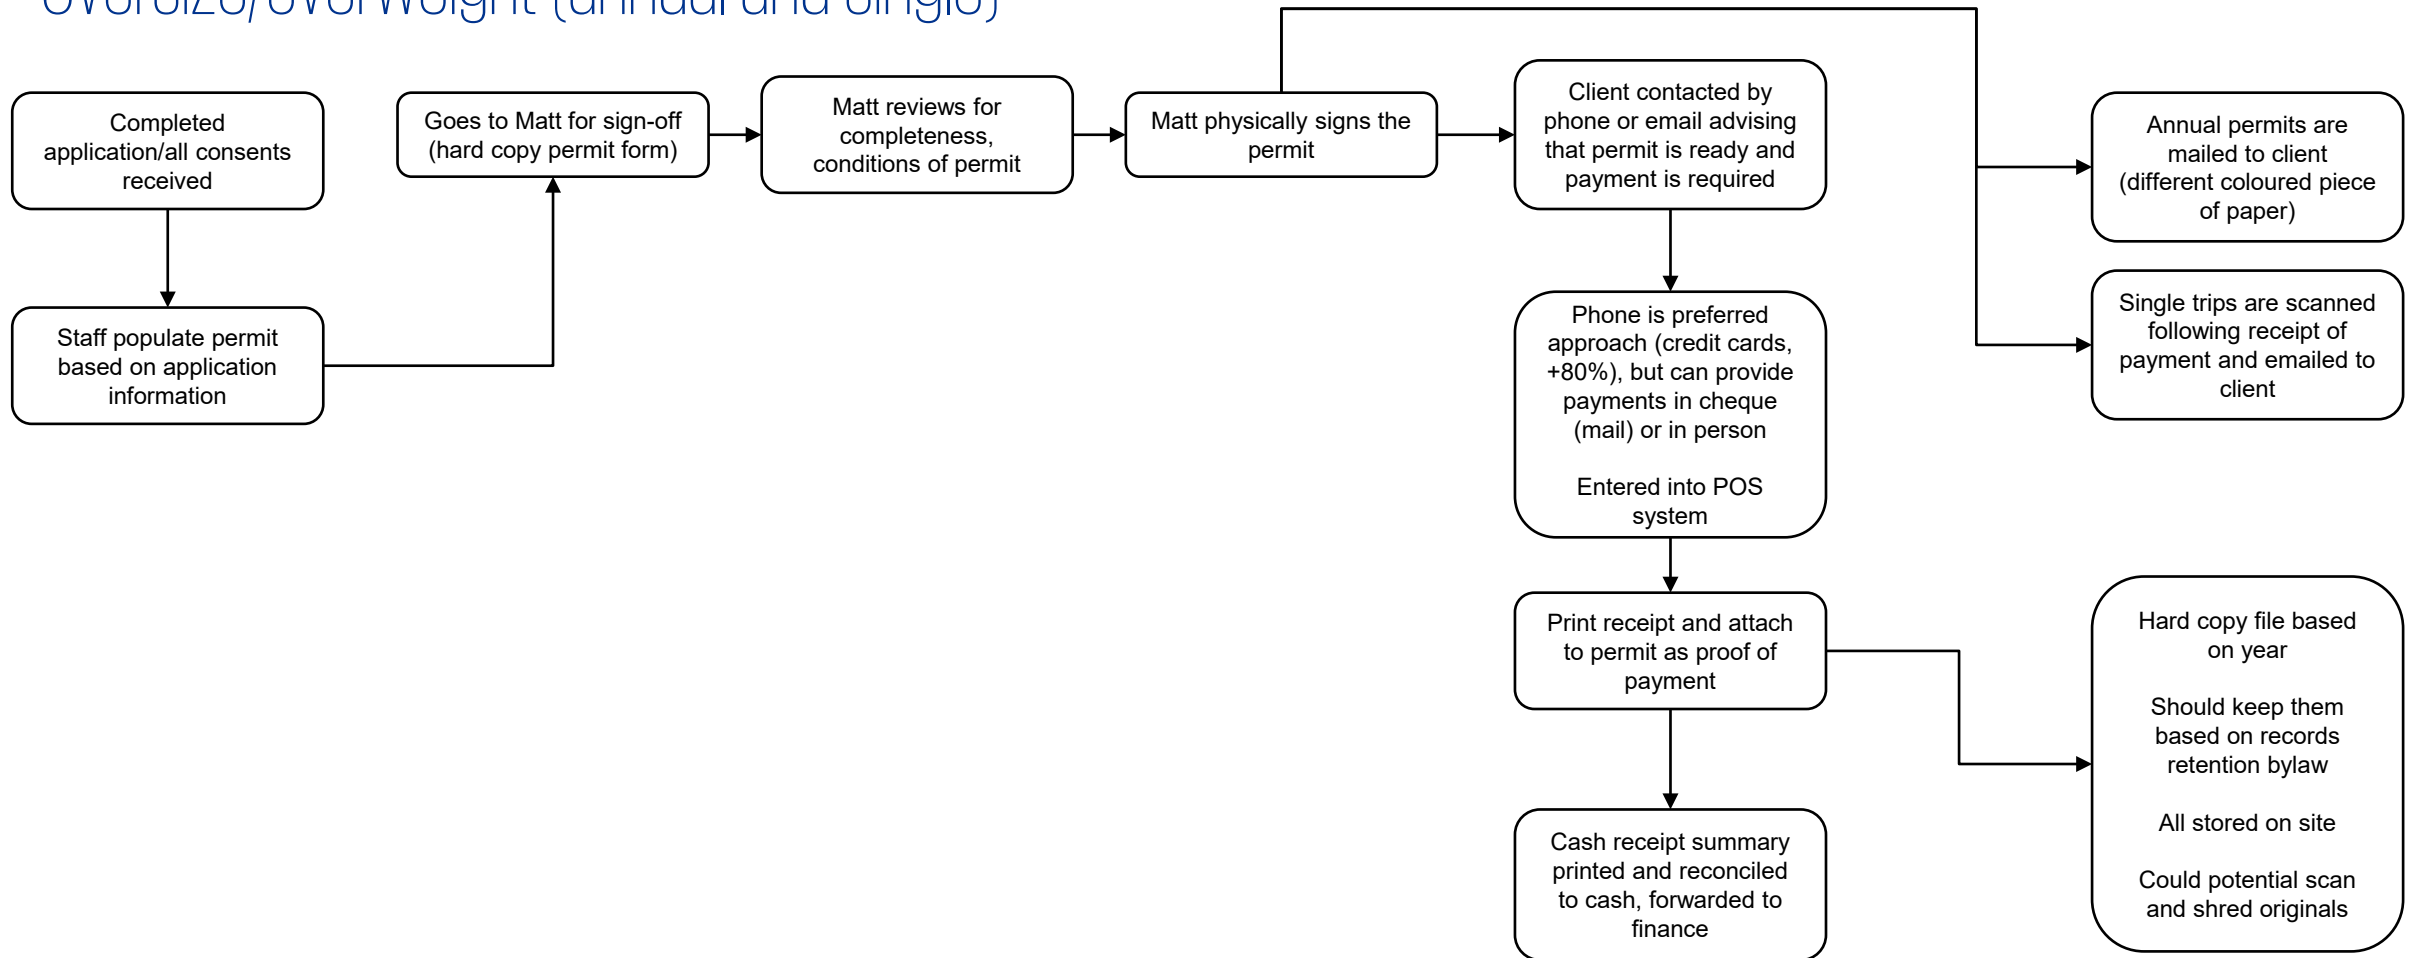 oversize/overweight (annual and single)
Completed
application/all consents
received
Goes to Matt for sign-off
(hard copy permit form)
Matt reviews for
completeness,
conditions of permit
Matt physically signs the
permit
Client contacted by
phone or email advising
that permit is ready and
payment is required
Annual permits are
mailed to client
(different coloured piece
of paper)
Staff populate permit
based on application
information
Phone is preferred
approach (credit cards,
+80%), but can provide
payments in cheque
(mail) or in person
Entered into POS
system
Single trips are scanned
following receipt of
payment and emailed to
client
Print receipt and attach
to permit as proof of
payment
Hard copy file based
on year
Should keep them
based on records
retention bylaw
All stored on site
Could potential scan
and shred originals
Cash receipt summary
printed and reconciled
to cash, forwarded to
finance